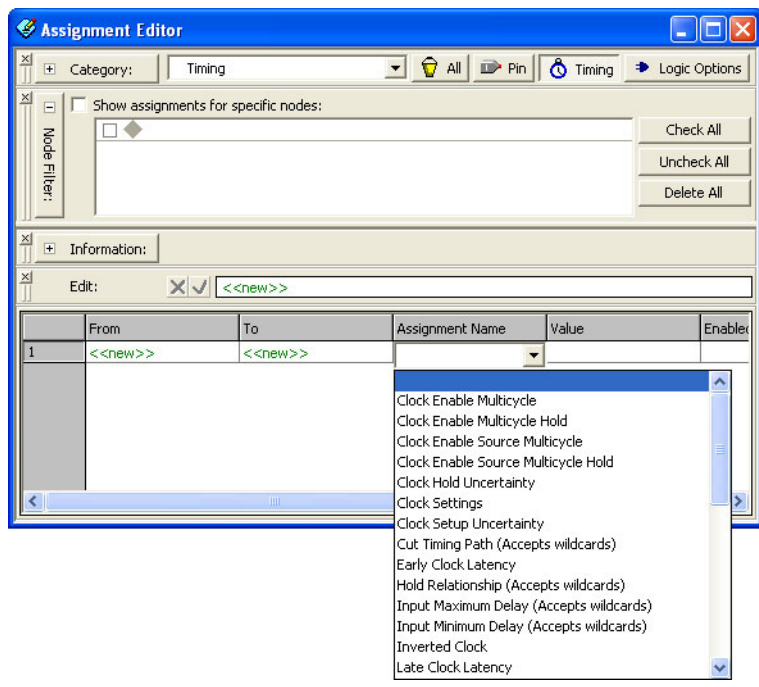 Assignment Editor
Category: Timing All Pin Timing Logic Options
Show assignments for specific nodes:
Node Filter:
Check All
Uncheck All
Delete All
Information:
Edit: <<new>>
From To Assignment Name Value Enabled
1 <<new>> <<new>>
Clock Enable Multicycle
Clock Enable Multicycle Hold
Clock Enable Source Multicycle
Clock Enable Source Multicycle Hold
Clock Hold Uncertainty
Clock Settings
Clock Setup Uncertainty
Cut Timing Path (Accepts wildcards)
Early Clock Latency
Hold Relationship (Accepts wildcards)
Input Maximum Delay (Accepts wildcards)
Input Minimum Delay (Accepts wildcards)
Inverted Clock
Late Clock Latency